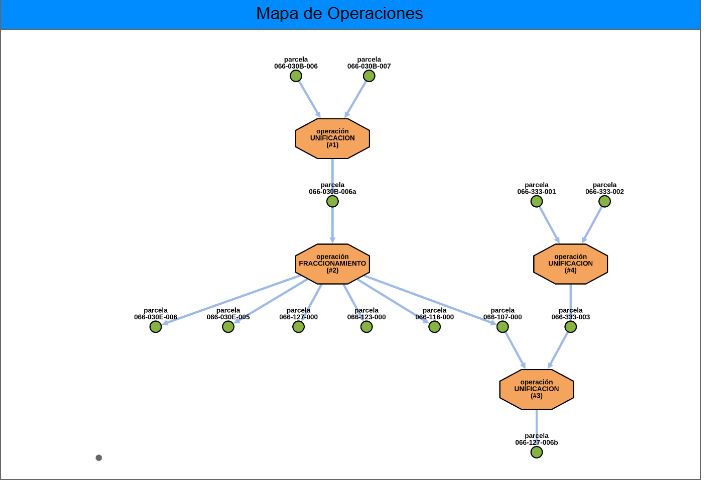 Mapa de Operaciones
parcela
066-030B-006
parcela
066-030B-007
operación
UNIFICACION
(#1)
parcela
066-030B-006a
parcela
066-333-001
parcela
066-333-002
operación
FRACCIONAMIENTO
(#2)
operación
UNIFICACION
(#4)
parcela
066-030E-006
parcela
066-030E-005
parcela
066-127-000
parcela
066-123-000
parcela
066-116-000
parcela
066-107-000
parcela
066-333-003
operación
UNIFICACION
(#3)
parcela
066-127-006b